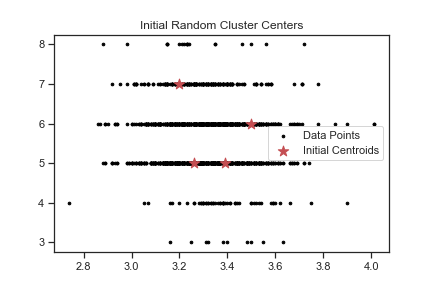 Initial Random Cluster Centers
8
7
6
5
4
3
Data Points
Initial Centroids
2.8 3.0 3.2 3.4 3.6 3.8 4.0